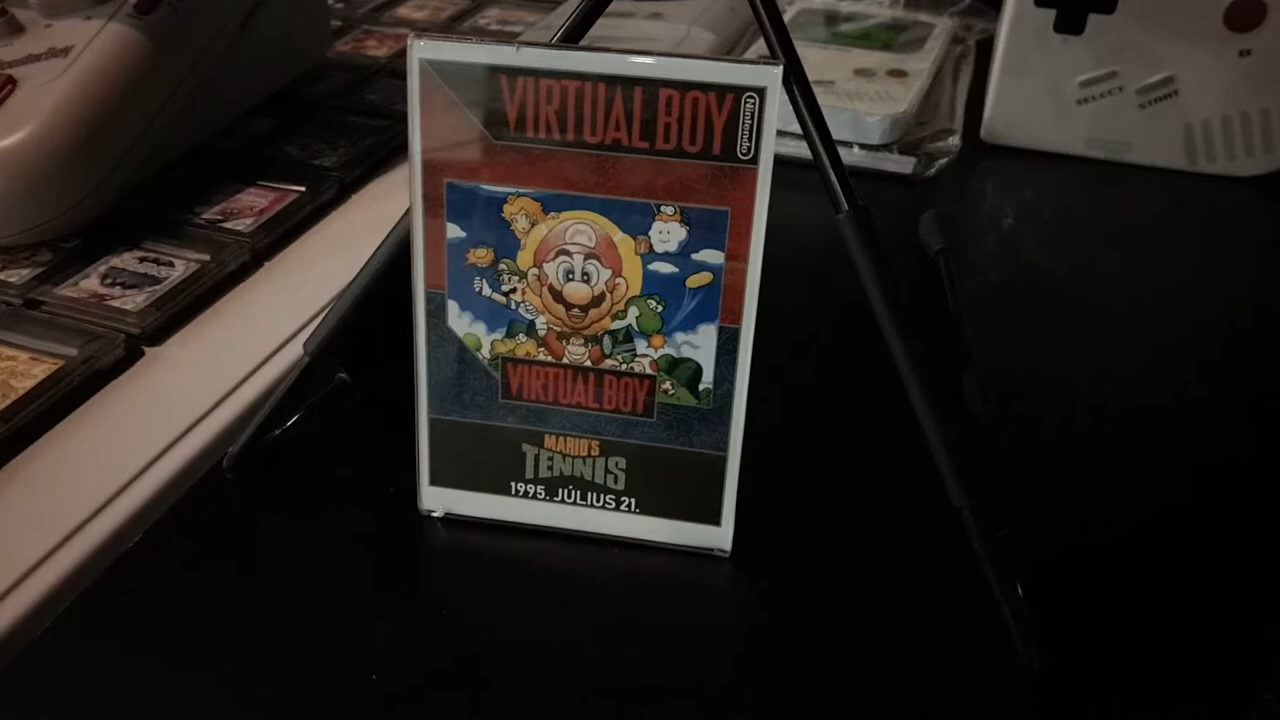 VIRTUAL BOY
Nintendo
VIRTUAL BOY
MARIO'S
TENNIS
1995. JÚLIUS 21.
SELECT
START
B